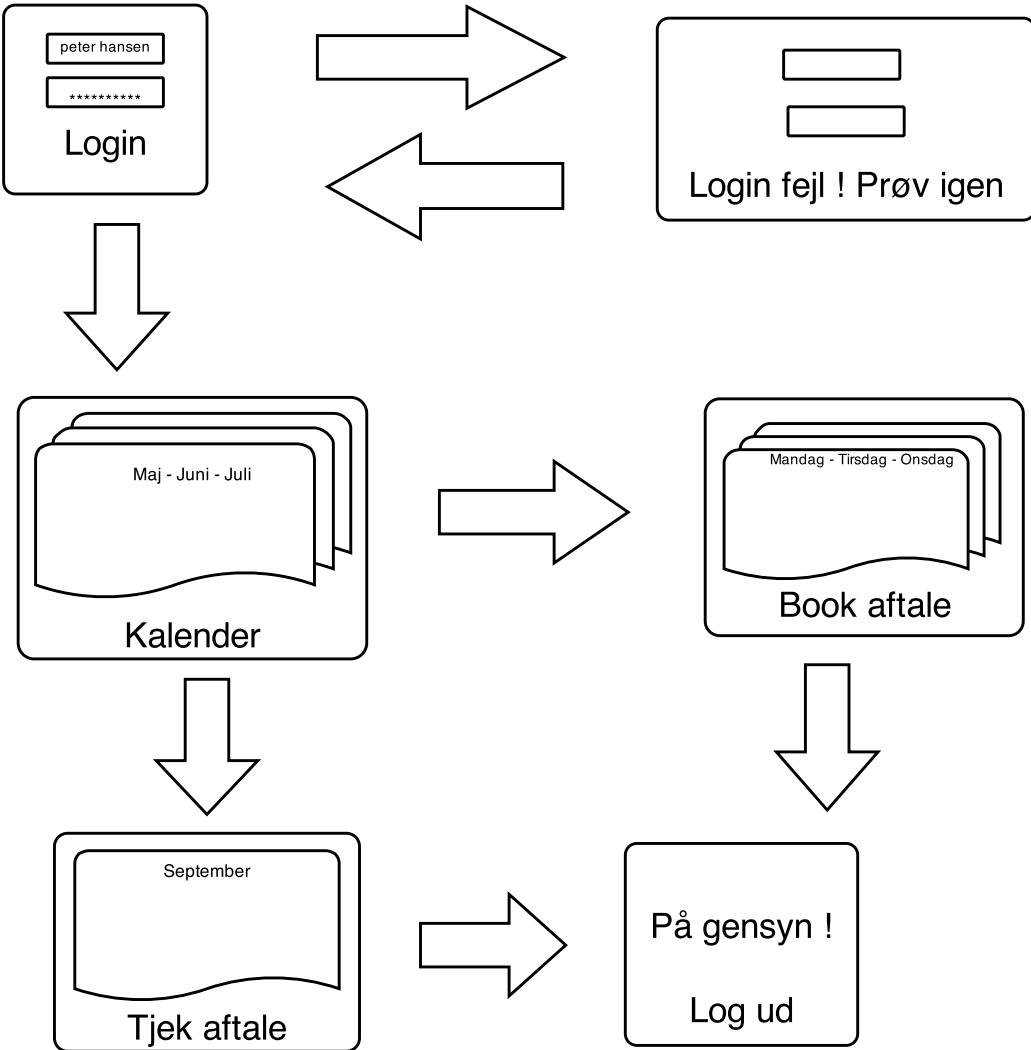 peter hansen
**********
Login
Login fejl ! Prøv igen
Maj - Juni - Juli
Kalender
Mandag - Tirsdag - Onsdag
Book aftale
September
Tjek aftale
På gensyn !
Log ud